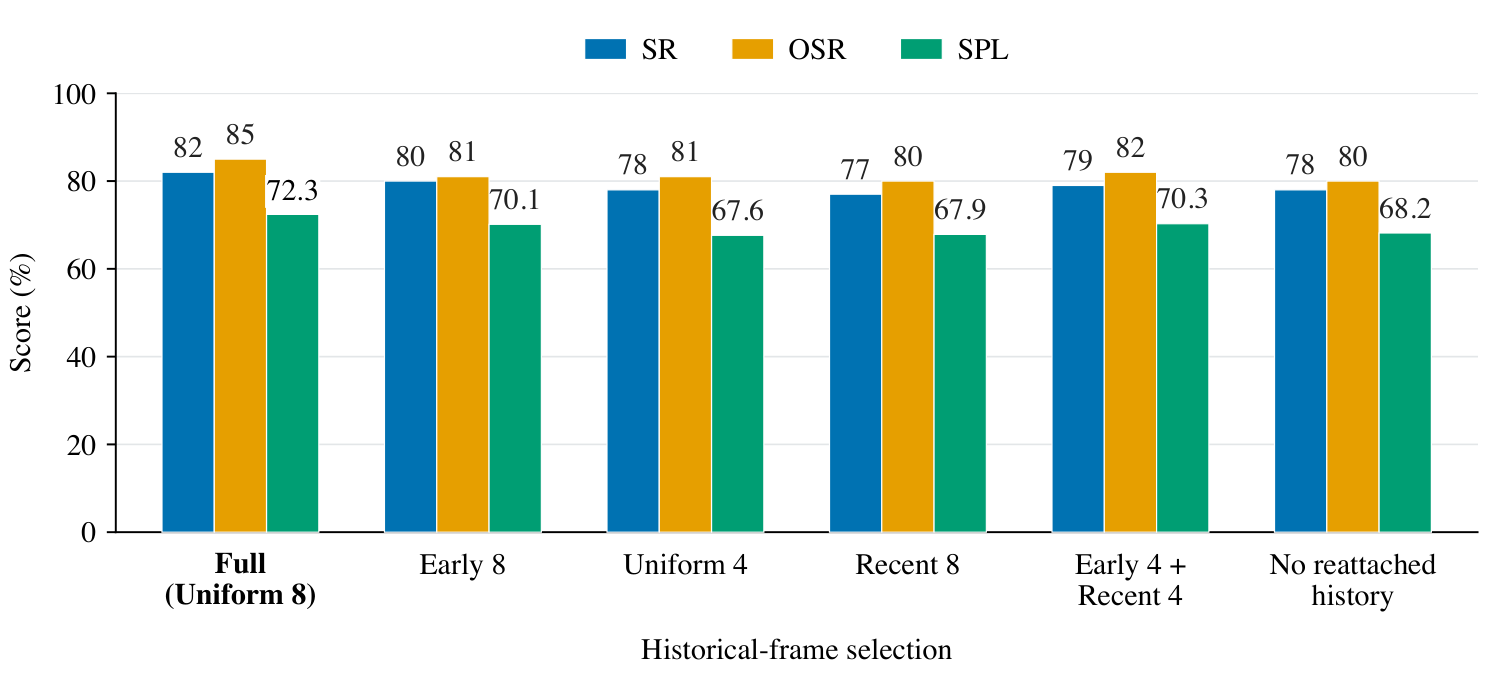 SR OSR SPL
100
80
60
40
20
0
Score (%)
82 85 72.3
80 81 70.1
78 81 67.6
77 80 67.9
79 82 70.3
78 80 68.2
Full
(Uniform 8)
Early 8
Uniform 4
Recent 8
Early 4 +
Recent 4
No reattached
history
Historical-frame selection